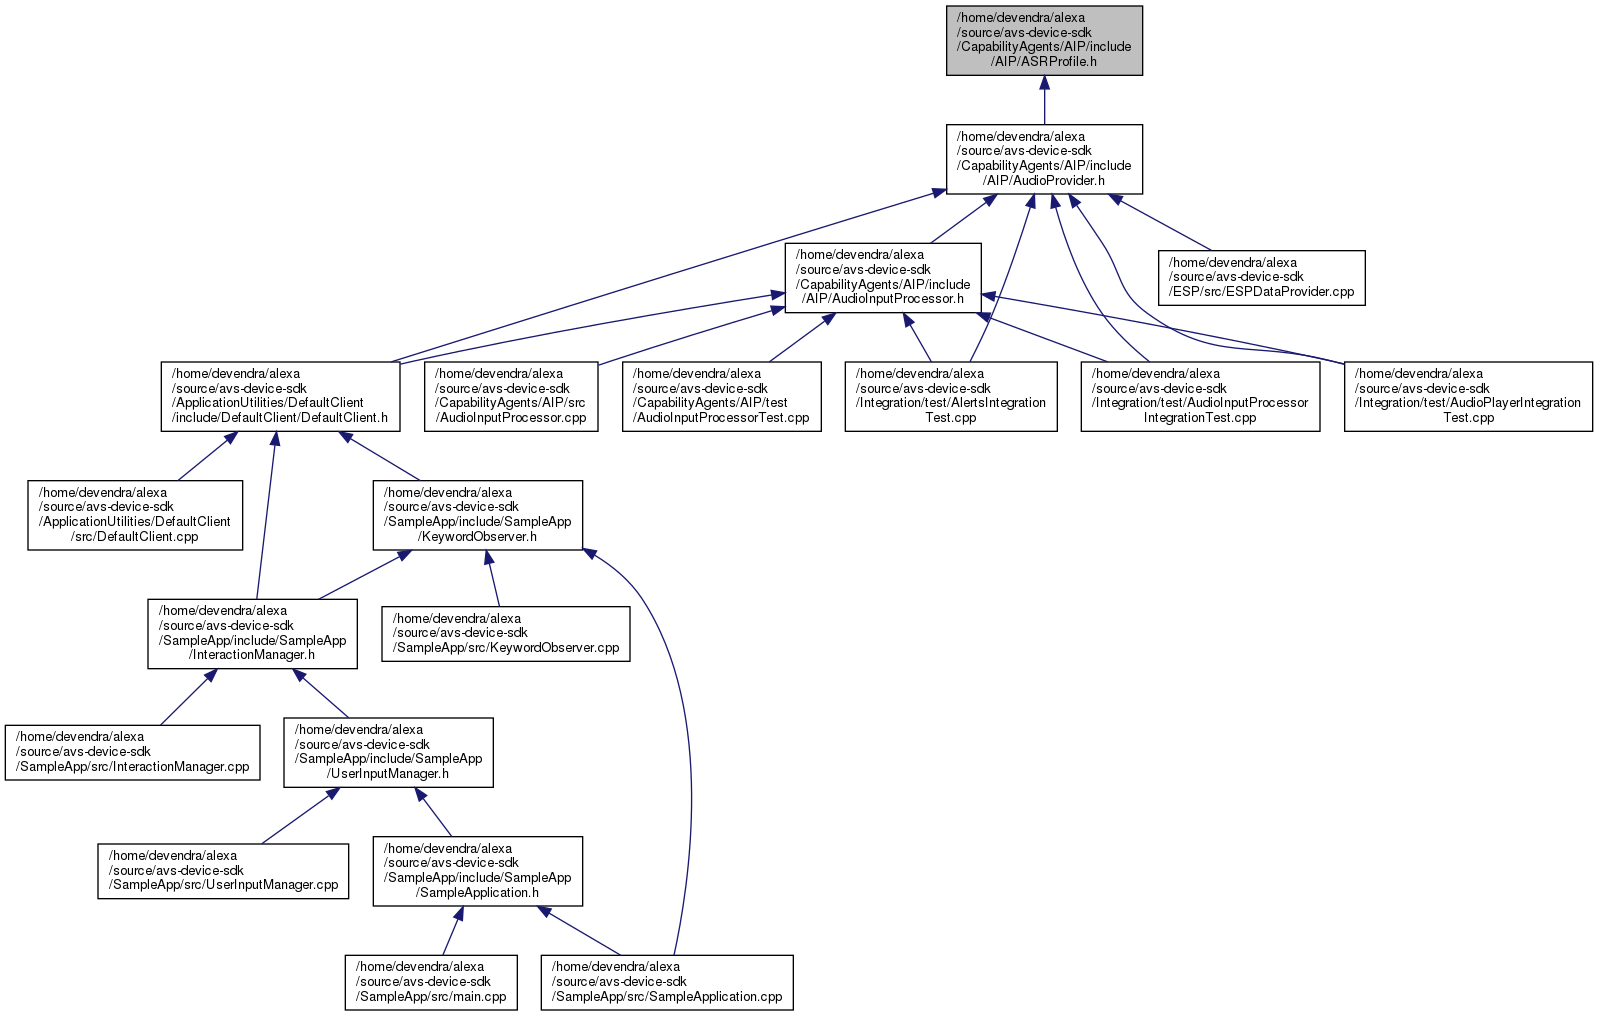 /home/devendra/alexa
/source/avs-device-sdk
/CapabilityAgents/AIP/include
/AIP/ASRProfile.h
/home/devendra/alexa
/source/avs-device-sdk
/CapabilityAgents/AIP/include
/AIP/AudioProvider.h
/home/devendra/alexa
/source/avs-device-sdk
/CapabilityAgents/AIP/include
/AIP/AudioInputProcessor.h
/home/devendra/alexa
/source/avs-device-sdk
/ESP/src/ESPDataProvider.cpp
/home/devendra/alexa
/source/avs-device-sdk
/ApplicationUtilities/DefaultClient
/include/DefaultClient/DefaultClient.h
/home/devendra/alexa
/source/avs-device-sdk
/CapabilityAgents/AIP/src
/AudioInputProcessor.cpp
/home/devendra/alexa
/source/avs-device-sdk
/CapabilityAgents/AIP/test
/AudioInputProcessorTest.cpp
/home/devendra/alexa
/source/avs-device-sdk
/Integration/test/AlertsIntegration
Test.cpp
/home/devendra/alexa
/source/avs-device-sdk
/Integration/test/AudioInputProcessor
IntegrationTest.cpp
/home/devendra/alexa
/source/avs-device-sdk
/Integration/test/AudioPlayerIntegration
Test.cpp
/home/devendra/alexa
/source/avs-device-sdk
/ApplicationUtilities/DefaultClient
/src/DefaultClient.cpp
/home/devendra/alexa
/source/avs-device-sdk
/SampleApp/include/SampleApp
/KeywordObserver.h
/home/devendra/alexa
/source/avs-device-sdk
/SampleApp/include/SampleApp
/InteractionManager.h
/home/devendra/alexa
/source/avs-device-sdk
/SampleApp/src/KeywordObserver.cpp
/home/devendra/alexa
/source/avs-device-sdk
/SampleApp/src/InteractionManager.cpp
/home/devendra/alexa
/source/avs-device-sdk
/SampleApp/include/SampleApp
/UserInputManager.h
/home/devendra/alexa
/source/avs-device-sdk
/SampleApp/src/UserInputManager.cpp
/home/devendra/alexa
/source/avs-device-sdk
/SampleApp/include/SampleApp
/SampleApplication.h
/home/devendra/alexa
/source/avs-device-sdk
/SampleApp/src/main.cpp
/home/devendra/alexa
/source/avs-device-sdk
/SampleApp/src/SampleApplication.cpp